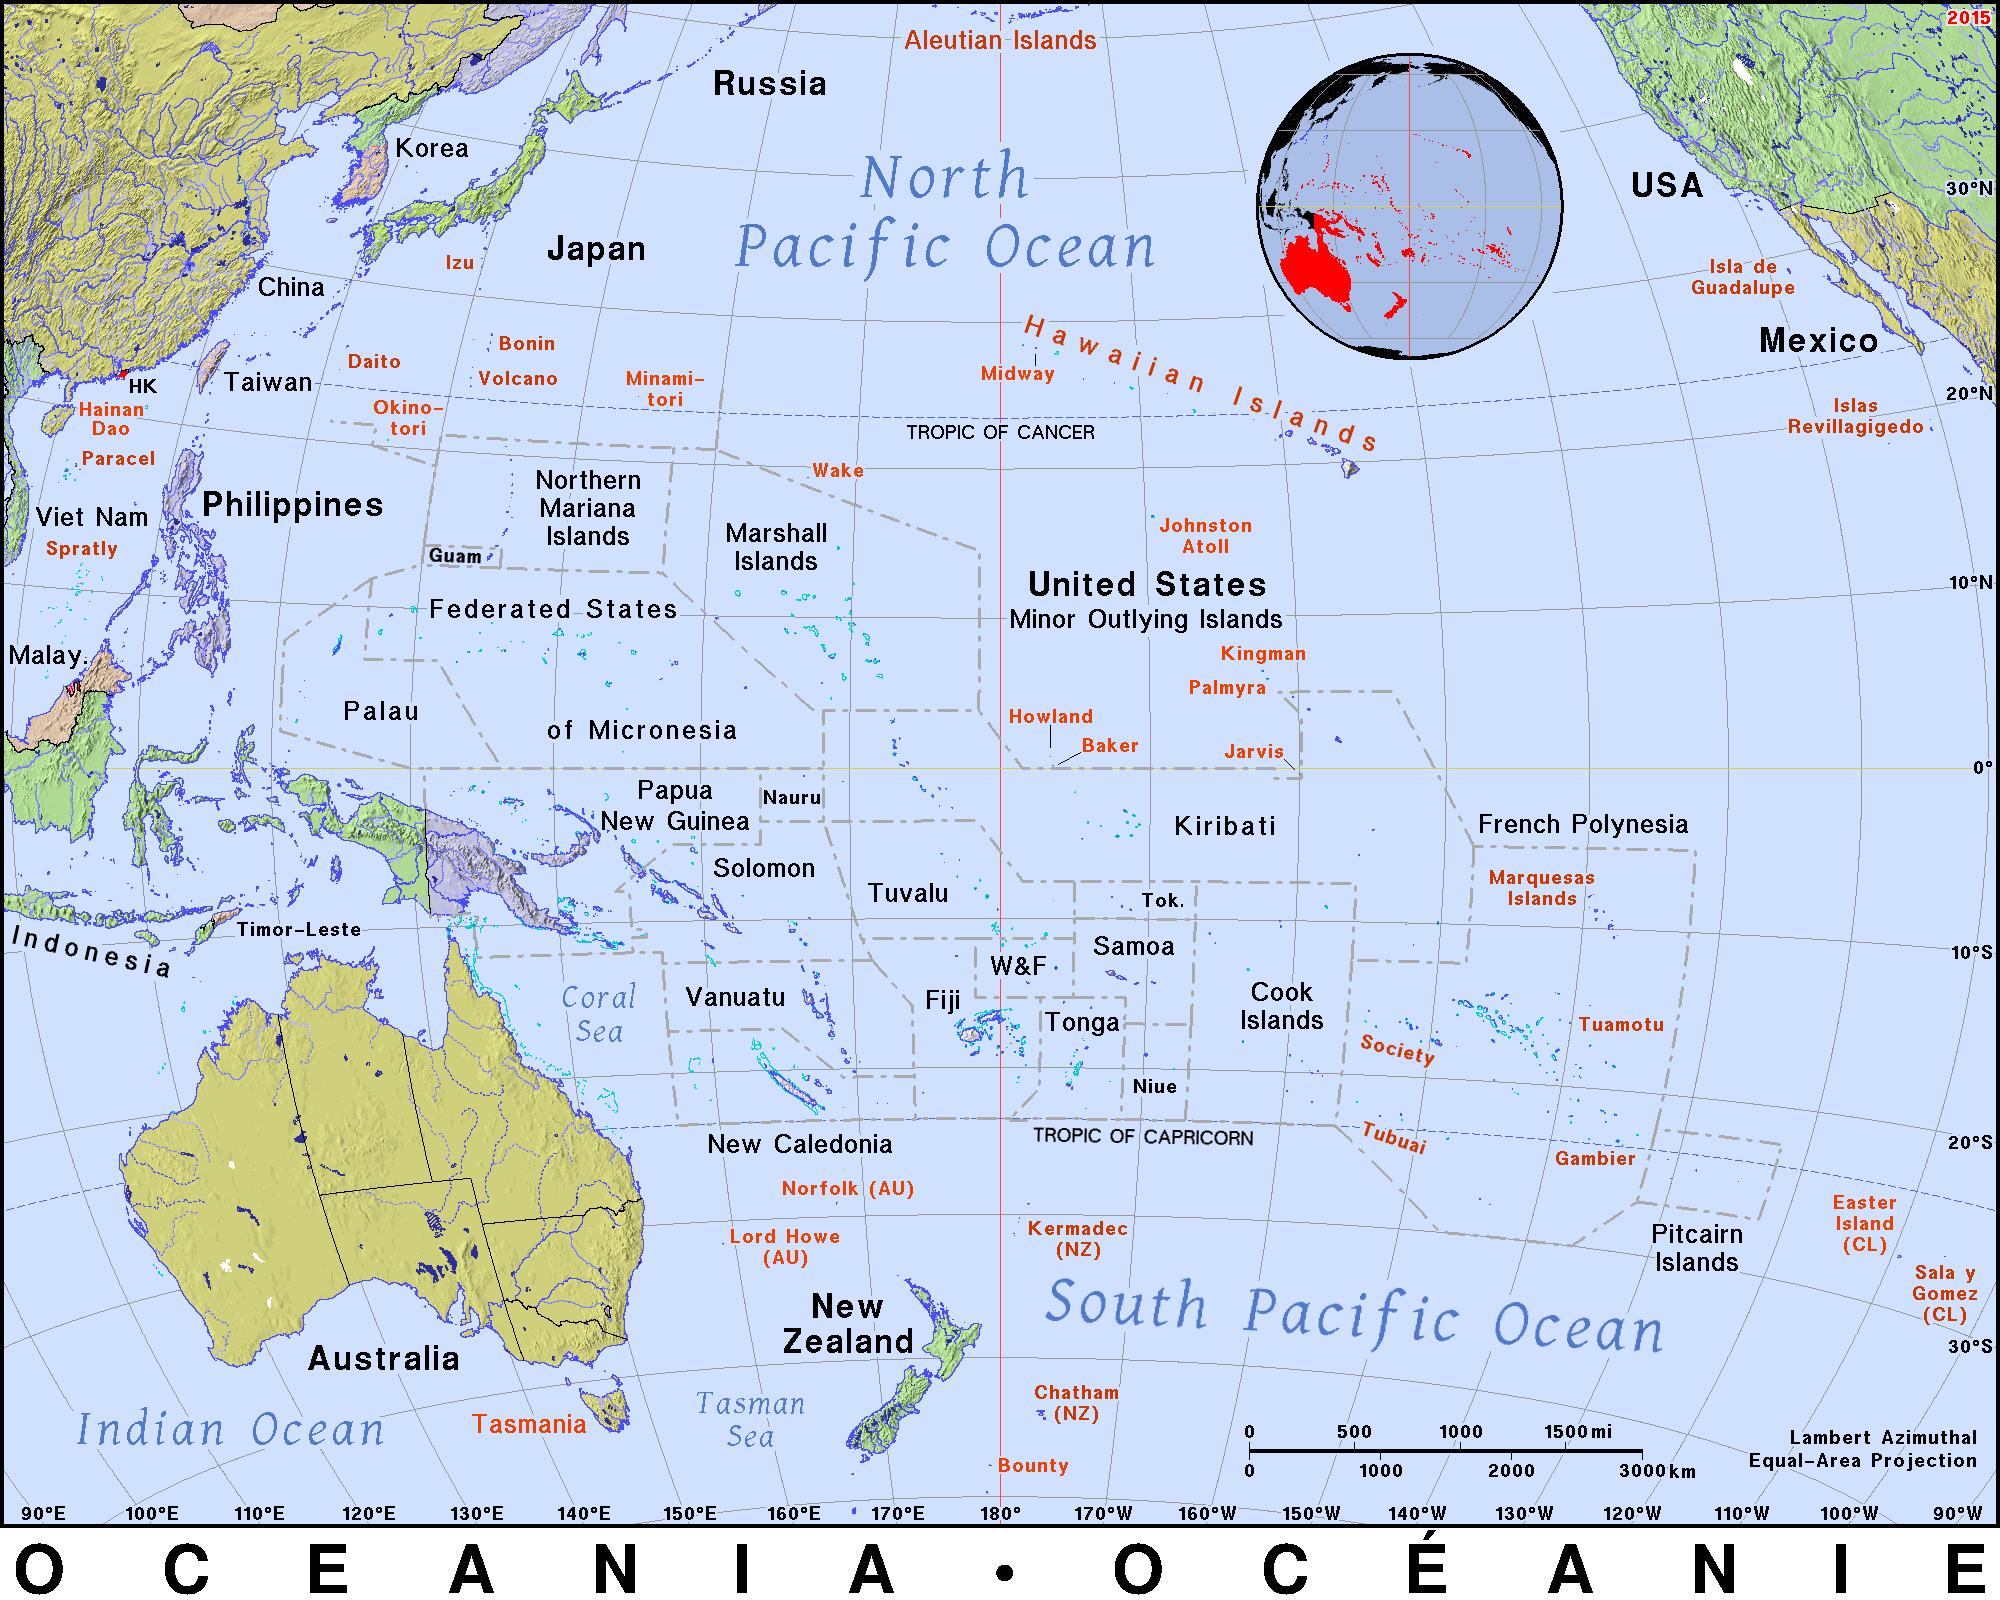 2015
Aleutian Islands
Russia
Korea
North
Pacific Ocean
USA
30°N
Japan
Izu
China
Isla de
Guadalupe
Hawaiian Islands
Mexico
Bonin
Daito
Volcano
Midway
Minami-
tori
Taiwan
HK
20°N
Hainan
Dao
Okino-
tori
Islas
Revillagigedo
TROPIC OF CANCER
Paracel
Wake
Northern
Mariana
Islands
Philippines
Viet Nam
Spratly
Marshall
Islands
Johnston
Atoll
Guam
10°N
United States
Minor Outlying Islands
Federated States
Malay.
Kingman
Palmyra
Palau
Howland
of Micronesia
Baker
Jarvis
0°
Papua
New Guinea
Nauru
Kiribati
French Polynesia
Solomon
Marquesas
Islands
Tuvalu
Tok.
Timor-Leste
Indonesia
Samoa
10°S
W&F
Coral
Sea
Vanuatu
Fiji
Cook
Islands
Tonga
Tuamotu
Society
Niue
New Caledonia
TROPIC OF CAPRICORN
Tubuai
20°S
Gambier
Norfolk (AU)
Easter
Island
(CL)
Lord Howe
(AU)
Kermadec
(NZ)
Pitcairn
Islands
Sala y
Gomez
(CL)
New
Zealand
South Pacific Ocean
30°S
Australia
Chatham
(NZ)
Tasman
Sea
Indian Ocean
Tasmania
0 500 1000 1500 mi
0 1000 2000 3000 km
Lambert Azimuthal
Equal-Area Projection
Bounty
90°E 100°E 110°E 120°E 130°E 140°E 150°E 160°E 170°E 180° 170°W 160°W 150°W 140°W 130°W 120°W 110°W 100°W 90°W
OCEANIA • OCÉANIE